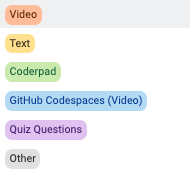 Video
Text
Coderpad
GitHub Codespaces (Video)
Quiz Questions
Other